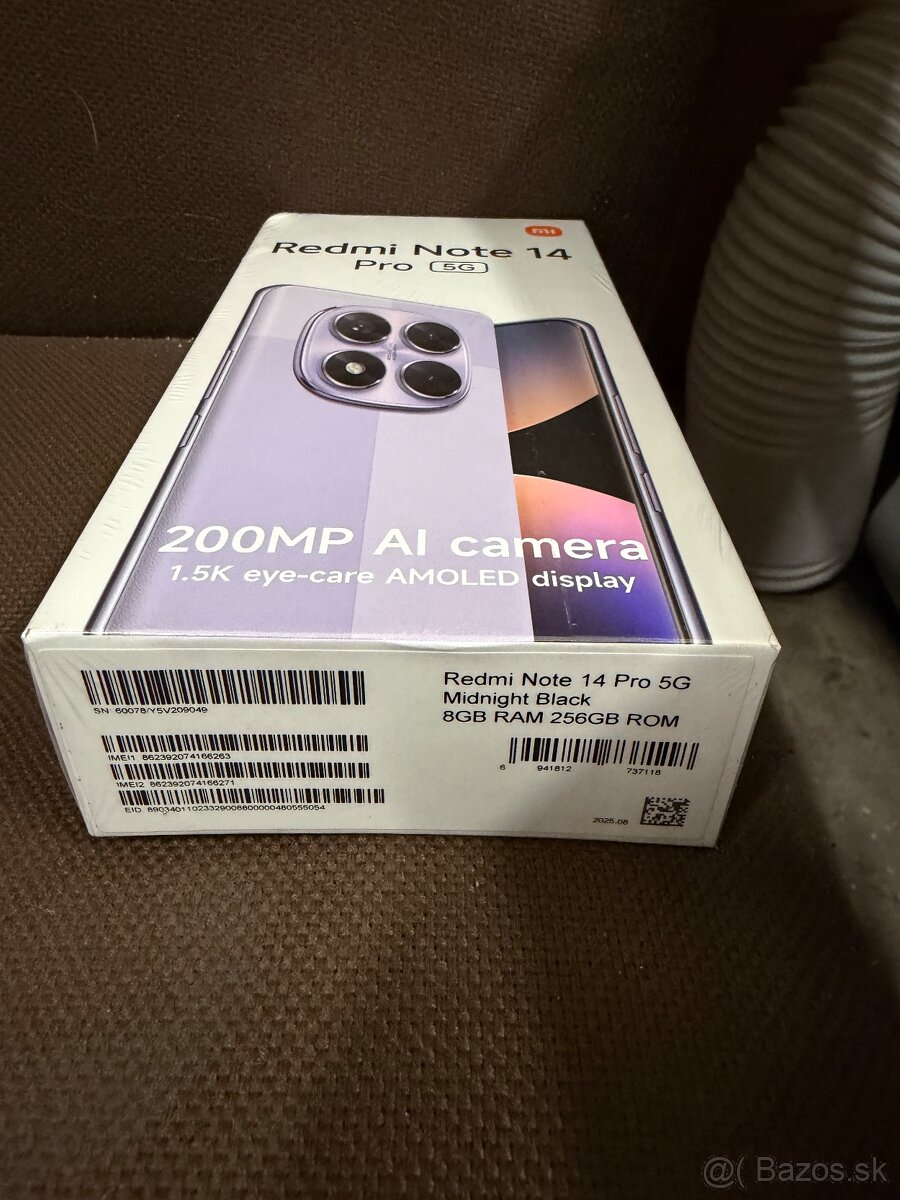 mi
Redmi Note 14
Pro 5G
200MP AI camera
1.5K eye-care AMOLED display
SN: 60078/Y5V209049
IMEI1 862392074166263
IMEI2 862392074166271
EID 89034011023329008800000460555054
Redmi Note 14 Pro 5G
Midnight Black
8GB RAM 256GB ROM
6 941812 737118
2025.08
@( Bazos.sk